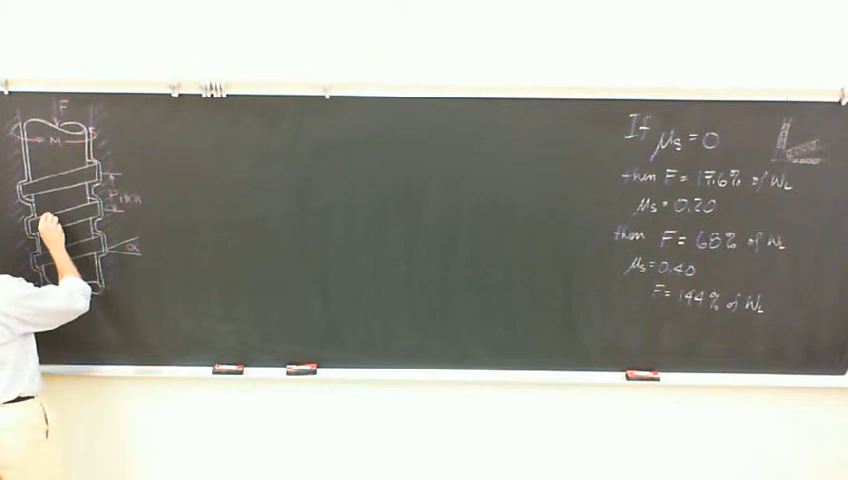 F
M
Pitch
α
If μs = 0
then F = 17.6% of WL
μs = 0.20
then F = 68% of WL
μs = 0.40
F = 144% of WL